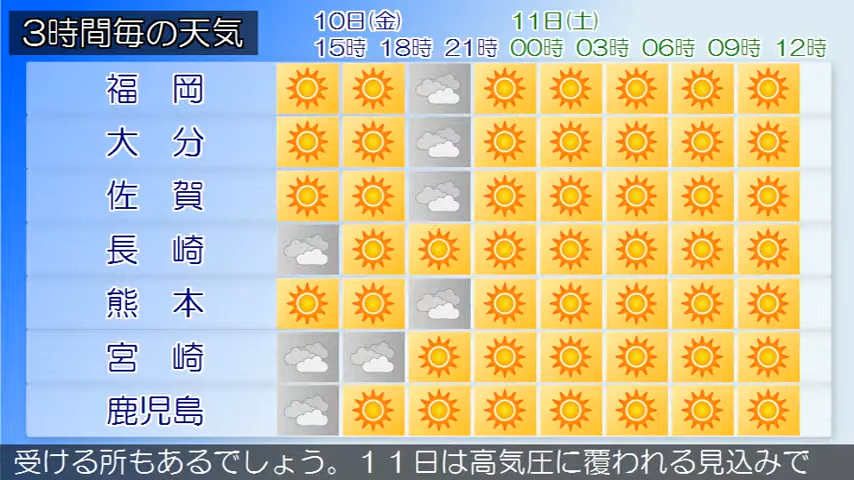 3時間毎の天気
10日(金) 11日(土)
15時 18時 21時 00時 03時 06時 09時 12時
福岡
大分
佐賀
長崎
熊本
宮崎
鹿児島
受ける所もあるでしょう。１１日は高気圧に覆われる見込みで